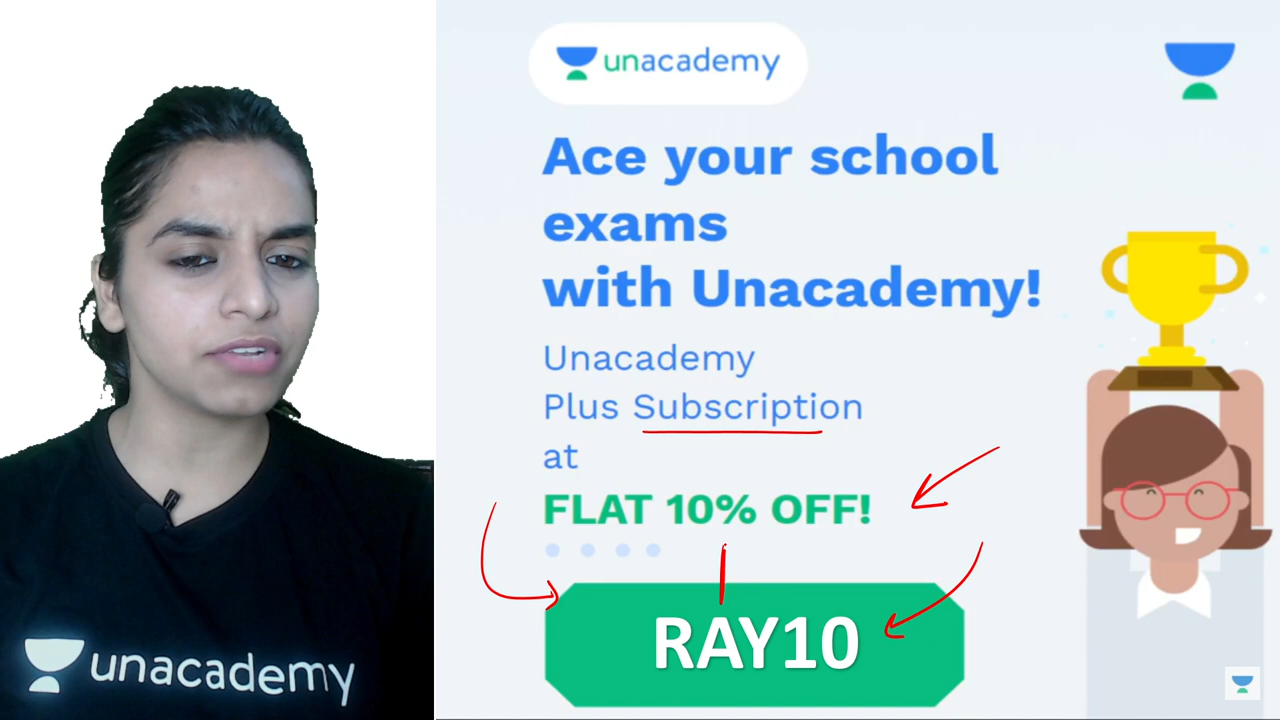 unacademy
Ace your school
exams
with Unacademy!
Unacademy
Plus Subscription
at
FLAT 10% OFF!
RAY10
unacademy